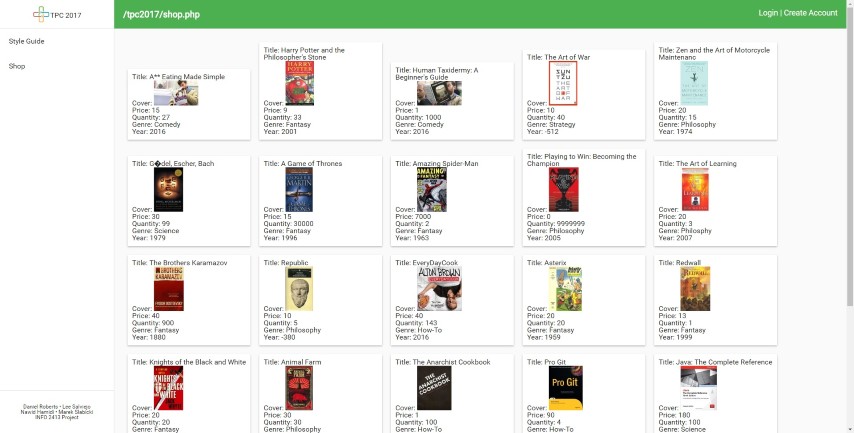 TPC 2017
/tpc2017/shop.php
Login | Create Account
Style Guide
Shop
Title: A** Eating Made Simple
Cover:
Price: 15
Quantity: 27
Genre: Comedy
Year: 2016
Title: Harry Potter and the
Philosopher's Stone
HARRY
POTTER
Cover:
Price: 9
Quantity: 33
Genre: Fantasy
Year: 2001
Title: Human Taxidermy: A
Beginner's Guide
Cover:
Price: 1
Quantity: 1000
Genre: Comedy
Year: 2016
Title: The Art of War
SUN
TZU
THE
ART
OF
WAR
Cover:
Price: 10
Quantity: 40
Genre: Strategy
Year: -512
Title: Zen and the Art of Motorcycle
Maintenanc
Cover:
Price: 20
Quantity: 15
Genre: Philosophy
Year: 1974
Title: G�del, Escher, Bach
Cover:
Price: 30
Quantity: 99
Genre: Science
Year: 1979
Title: A Game of Thrones
MARTIN
Cover:
Price: 15
Quantity: 30000
Genre: Fantasy
Year: 1996
Title: Amazing Spider-Man
AMAZING
FANTASY
Cover:
Price: 7000
Quantity: 2
Genre: Fantasy
Year: 1963
Title: Playing to Win: Becoming the
Champion
Cover:
Price: 0
Quantity: 9999999
Genre: Philosophy
Year: 2005
Title: The Art of Learning
Cover:
Price: 20
Quantity: 3
Genre: Philosphy
Year: 2007
Title: The Brothers Karamazov
BROTHERS
KARAMAZOV
Cover:
Price: 40
Quantity: 900
Genre: Fantasy
Year: 1880
Title: Republic
Cover:
Price: 10
Quantity: 5
Genre: Philosophy
Year: -380
Title: EveryDayCook
ALTON BROWN
Cover:
Price: 40
Quantity: 143
Genre: How-To
Year: 2016
Title: Asterix
Cover:
Price: 20
Quantity: 20
Genre: Fantasy
Year: 1959
Title: Redwall
REDWALL
Cover:
Price: 13
Quantity: 1
Genre: Fantasy
Year: 1999
Title: Knights of the Black and White
KNIGHTS
BLACK
WHITE
Cover:
Price: 20
Quantity: 20
Genre: Fantasy
Title: Animal Farm
FARM
Cover:
Price: 30
Quantity: 30
Genre: Philosophy
Title: The Anarchist Cookbook
THE
ANARCHIST
COOKBOOK
Cover:
Price: 1
Quantity: 100
Genre: How-To
Title: Pro Git
Pro Git
Cover:
Price: 90
Quantity: 4
Genre: How-To
Title: Java: The Complete Reference
Cover:
Price: 180
Quantity: 100
Genre: Science
Daniel Roberts • Lee Salviejo
Nawid Hamidi • Marek Slabicki
INFO 2413 Project